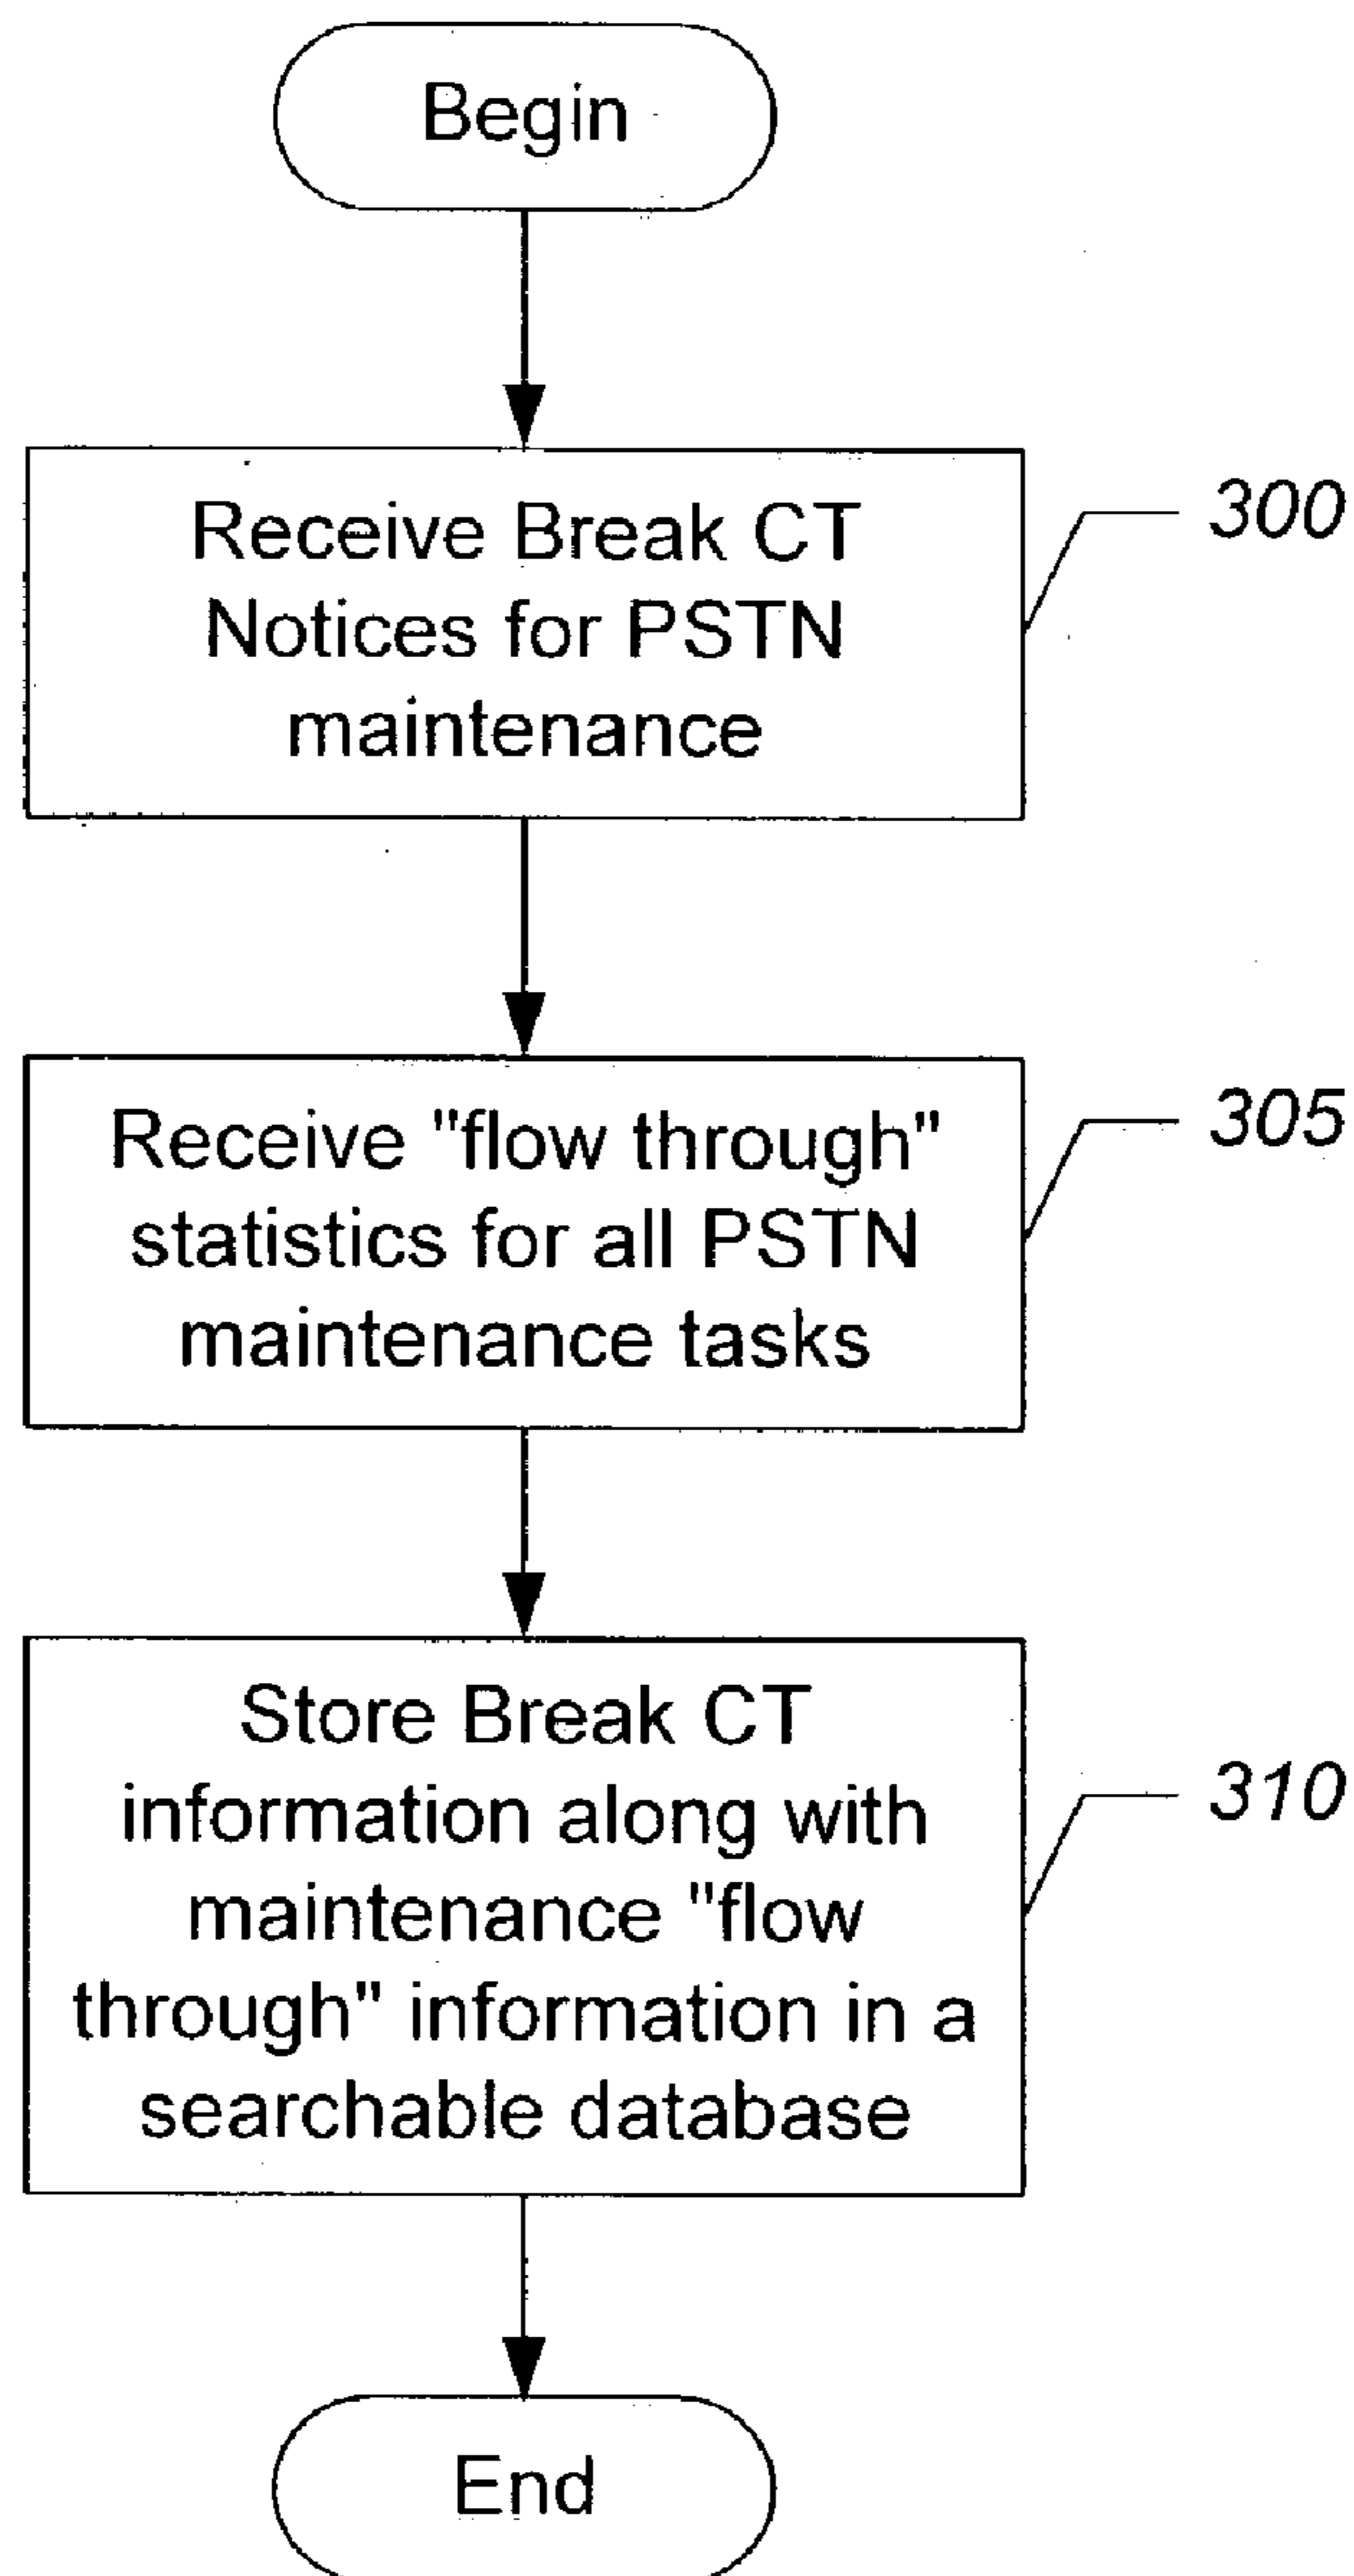 Begin
Receive Break CT
Notices for PSTN
maintenance
300
Receive "flow through"
statistics for all PSTN
maintenance tasks
305
Store Break CT
information along with
maintenance "flow
through" information in a
searchable database
310
End